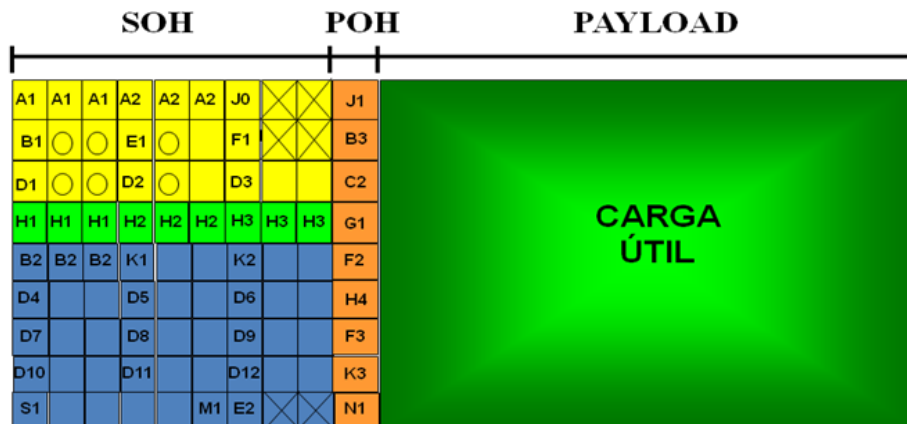 SOH POH PAYLOAD
A1 A1 A1 A2 A2 A2 J0 J1
B1 E1 F1 B3
D1 D2 D3 C2
H1 H1 H1 H2 H2 H2 H3 H3 H3 G1
B2 B2 B2 K1 K2 F2
D4 D5 D6 H4
D7 D8 D9 F3
D10 D11 D12 K3
S1 M1 E2 N1
CARGA
ÚTIL